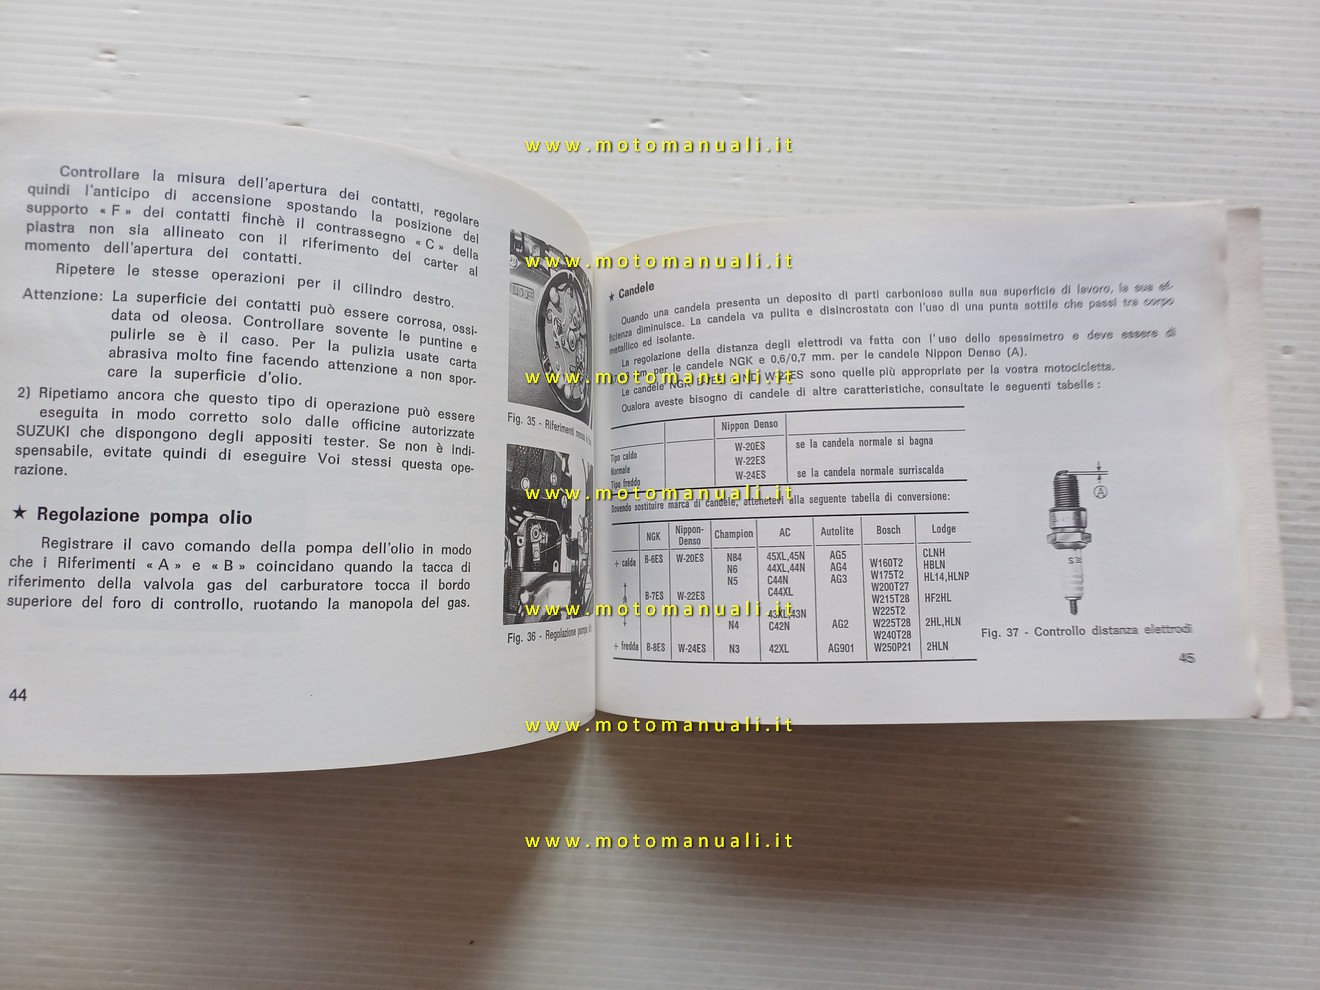 Controllare la misura dell'apertura dei contatti, regolare
quindi l'anticipo di accensione spostando la posizione del
supporto « F » dei contatti finchè il contrassegno « C » della
piastra non sia allineato con il riferimento del carter al
momento dell'apertura dei contatti.
Ripetere le stesse operazioni per il cilindro destro.
Attenzione: La superficie dei contatti può essere corrosa, ossi-
data od oleosa. Controllare sovente le puntine e
pulirle se è il caso. Per la pulizia usate carta
abrasiva molto fine facendo attenzione a non spor-
care la superficie d'olio.
2) Ripetiamo ancora che questo tipo di operazione può essere
eseguita in modo corretto solo dalle officine autorizzate
SUZUKI che dispongono degli appositi tester. Se non è indi-
spensabile, evitate quindi di eseguire Voi stessi questa ope-
razione.
★ Regolazione pompa olio
Registrare il cavo comando della pompa dell'olio in modo
che i Riferimenti « A » e « B » coincidano quando la tacca di
riferimento della valvola gas del carburatore tocca il bordo
superiore del foro di controllo, ruotando la manopola del gas.
44
Fig. 35 - Riferimenti
Fig. 36 - Regolazione pompa
★ Candele
Quando una candela presenta un deposito di parti carboniose sulla sua superficie di lavoro, la sua ef-
ficienza diminuisce. La candela va pulita e disincrostata con l'uso di una punta sottile che passi tra corpo
metallico ed isolante.
La regolazione della distanza degli elettrodi va fatta con l'uso dello spessimetro e deve essere di
mm per le candele NGK e 0,6/0,7 mm. per le candele Nippon Denso (A).
Le candele NGK W 22ES sono quelle più appropriate per la vostra motocicletta.
Qualora aveste bisogno di candele di altre caratteristiche, consultate le seguenti tabelle :
Nippon Denso
Tipo caldo W-20ES se la candela normale si bagna
Normale W-22ES
Tipo freddo W-24ES se la candela normale surriscalda
Dovendo sostituire marca di candele, attenetevi alla seguente tabella di conversione:
NGK Nippon-Denso Champion AC Autolite Bosch Lodge
+ calda B-6ES W-20ES N84 45XL,45N AG5 W160T2 CLNH
N6 44XL,44N AG4 W175T2 HBLN
N5 C44N AG3 W200T27 HL14,HLNP
B-7ES W-22ES C44XL W215T28 HF2HL
43XL,43N W225T2
N4 C42N AG2 W225T28 2HL,HLN
W240T28
+ fredda B-8ES W-24ES N3 42XL AG901 W250P21 2HLN
A
Fig. 37 - Controllo distanza elettrodi
45
www.motomanuali.it
www.motomanuali.it
www.motomanuali.it
www.motomanuali.it
www.motomanuali.it
www.motomanuali.it
www.motomanuali.it